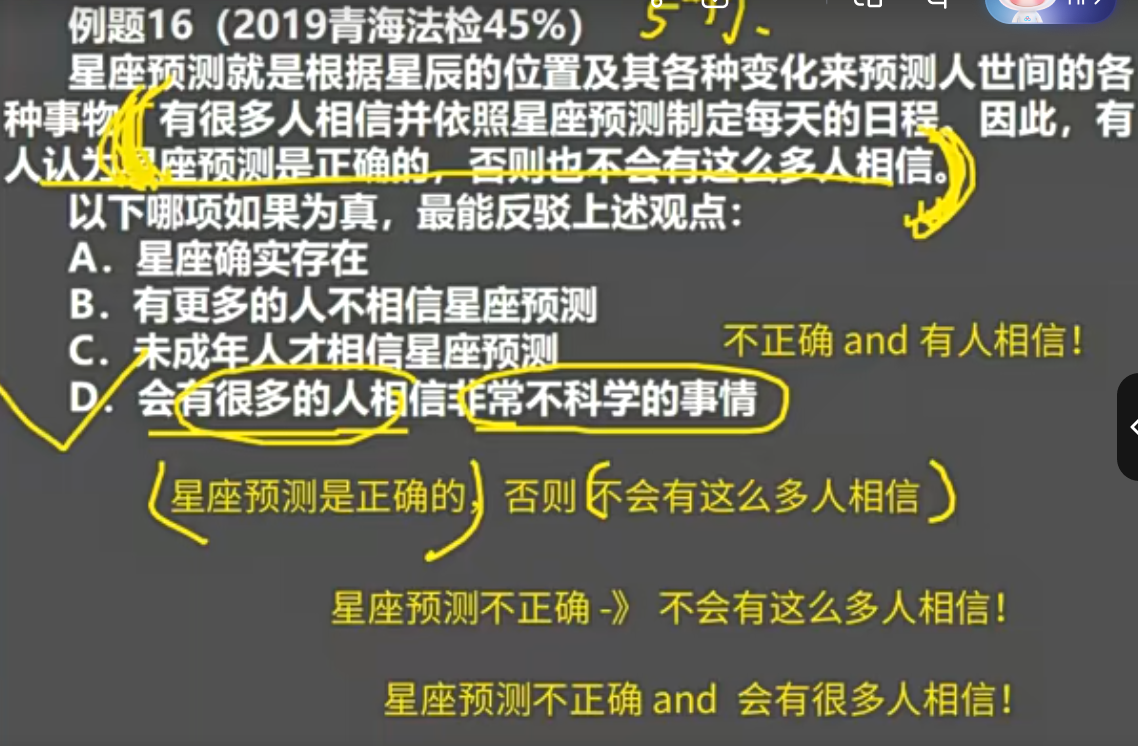 例题16（2019青海法检45%）
星座预测就是根据星辰的位置及其各种变化来预测人世间的各
种事物 有很多人相信并依照星座预测制定每天的日程。因此，有
人认为星座预测是正确的，否则也不会有这么多人相信。
以下哪项如果为真，最能反驳上述观点：
A．星座确实存在
B．有更多的人不相信星座预测
C．未成年人才相信星座预测
不正确 and 有人相信！
D．会有很多的人相信非常不科学的事情
星座预测是正确的，否则 不会有这么多人相信
星座预测不正确 -》 不会有这么多人相信！
星座预测不正确 and 会有很多人相信！